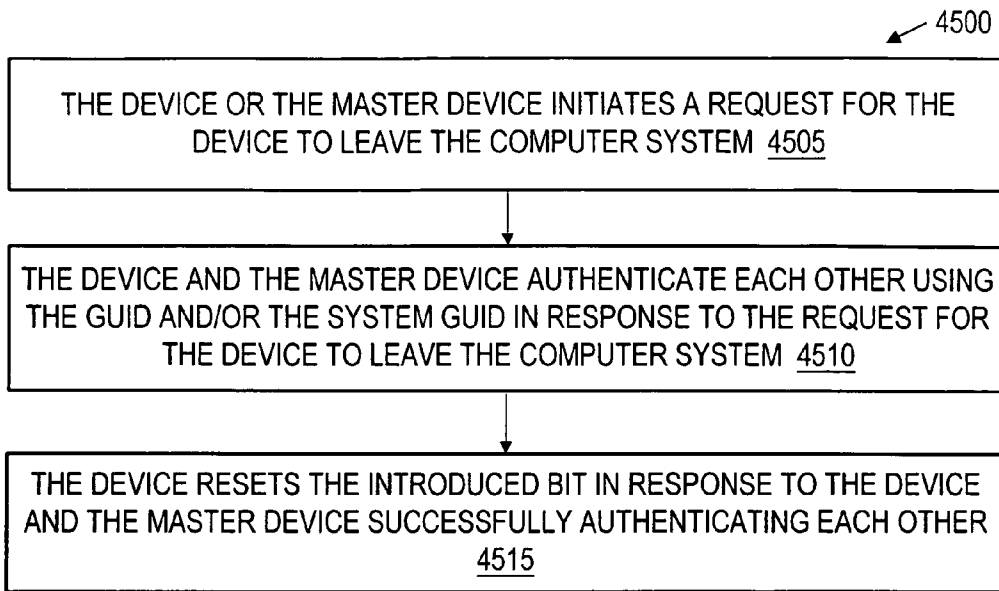 4500
THE DEVICE OR THE MASTER DEVICE INITIATES A REQUEST FOR THE
DEVICE TO LEAVE THE COMPUTER SYSTEM 4505
THE DEVICE AND THE MASTER DEVICE AUTHENTICATE EACH OTHER USING
THE GUID AND/OR THE SYSTEM GUID IN RESPONSE TO THE REQUEST FOR
THE DEVICE TO LEAVE THE COMPUTER SYSTEM 4510
THE DEVICE RESETS THE INTRODUCED BIT IN RESPONSE TO THE DEVICE
AND THE MASTER DEVICE SUCCESSFULLY AUTHENTICATING EACH OTHER
4515